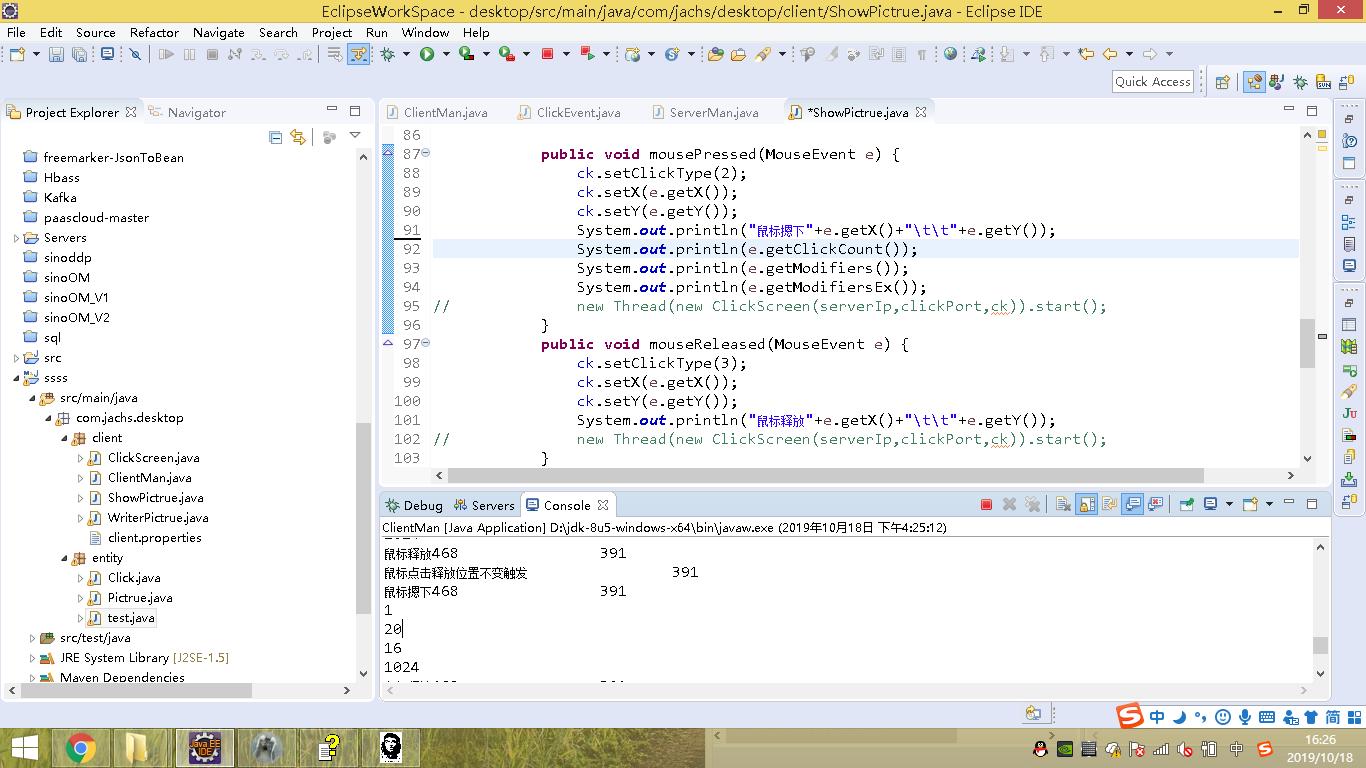 EclipseWorkSpace - desktop/src/main/java/com/jachs/desktop/client/ShowPictrue.java - Eclipse IDE
File Edit Source Refactor Navigate Search Project Run Window Help
Quick Access
Project Explorer
Navigator
freemarker-JsonToBean
Hbass
Kafka
paascloud-master
Servers
sinoddp
sinoOM
sinoOM_V1
sinoOM_V2
sql
src
ssss
src/main/java
com.jachs.desktop
client
ClickScreen.java
ClientMan.java
ShowPictrue.java
WriterPictrue.java
client.properties
entity
Click.java
Pictrue.java
test.java
src/test/java
JRE System Library [J2SE-1.5]
Maven Dependencies
ClientMan.java ClickEvent.java ServerMan.java *ShowPictrue.java
86
87 public void mousePressed(MouseEvent e) {
88 ck.setClickType(2);
89 ck.setX(e.getX());
90 ck.setY(e.getY());
91 System.out.println("鼠标摁下"+e.getX()+"\t\t"+e.getY());
92 System.out.println(e.getClickCount());
93 System.out.println(e.getModifiers());
94 System.out.println(e.getModifiersEx());
95 // new Thread(new ClickScreen(serverIp,clickPort,ck)).start();
96 }
97 public void mouseReleased(MouseEvent e) {
98 ck.setClickType(3);
99 ck.setX(e.getX());
100 ck.setY(e.getY());
101 System.out.println("鼠标释放"+e.getX()+"\t\t"+e.getY());
102 // new Thread(new ClickScreen(serverIp,clickPort,ck)).start();
103 }
Debug Servers Console
ClientMan [Java Application] D:\jdk-8u5-windows-x64\bin\javaw.exe (2019年10月18日 下午4:25:12)
鼠标释放468 391
鼠标点击释放位置不变触发 391
鼠标摁下468 391
1
20
16
1024
中 简
Java EE
IDE
中
16:26
2019/10/18